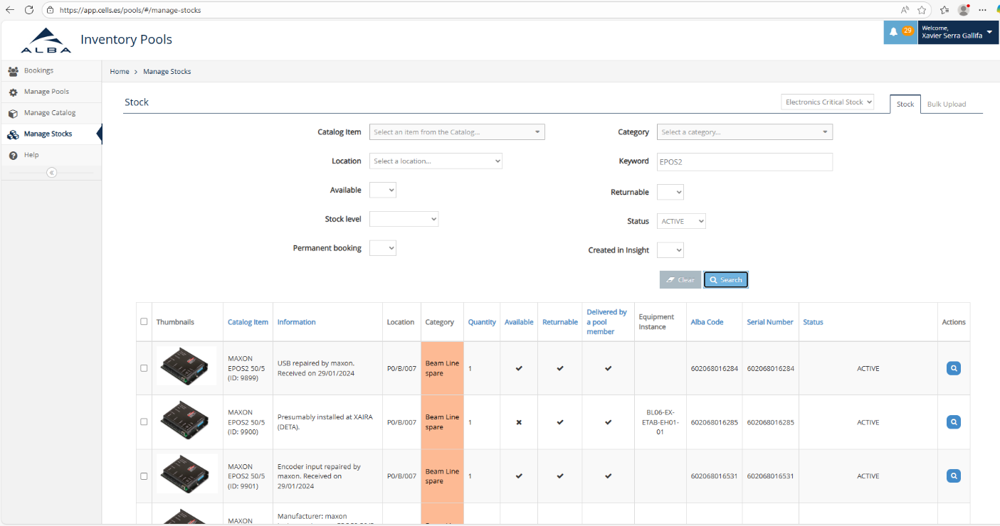 https://app.cells.es/pools/#/manage-stocks
ALBA
Inventory Pools
29
Welcome,
Xavier Serra Gallifa
Bookings
Manage Pools
Manage Catalog
Manage Stocks
Help
Home > Manage Stocks
Stock
Electronics Critical Stock
Stock
Bulk Upload
Catalog Item
Select an item from the Catalog...
Category
Select a category...
Location
Select a location...
Keyword
EPOS2
Available
Returnable
Stock level
Status
ACTIVE
Permanent booking
Created in Insight
Clear
Search
Thumbnails
Catalog Item
Information
Location
Category
Quantity
Available
Returnable
Delivered by
a pool
member
Equipment
Instance
Alba Code
Serial Number
Status
Actions
MAXON
EPOS2 50/5
(ID: 9899)
USB repaired by maxon.
Received on 29/01/2024
P0/B/007
Beam Line
spare
1
602068016284
602068016284
ACTIVE
MAXON
EPOS2 50/5
(ID: 9900)
Presumably installed at XAIRA
(DETA).
P0/B/007
Beam Line
spare
1
BL06-EX-
ETAB-EH01-
01
602068016285
602068016285
ACTIVE
MAXON
EPOS2 50/5
(ID: 9901)
Encoder input repaired by
maxon. Received on
29/01/2024
P0/B/007
Beam Line
spare
1
602068016531
602068016531
ACTIVE
MAXON
Manufacturer: maxon